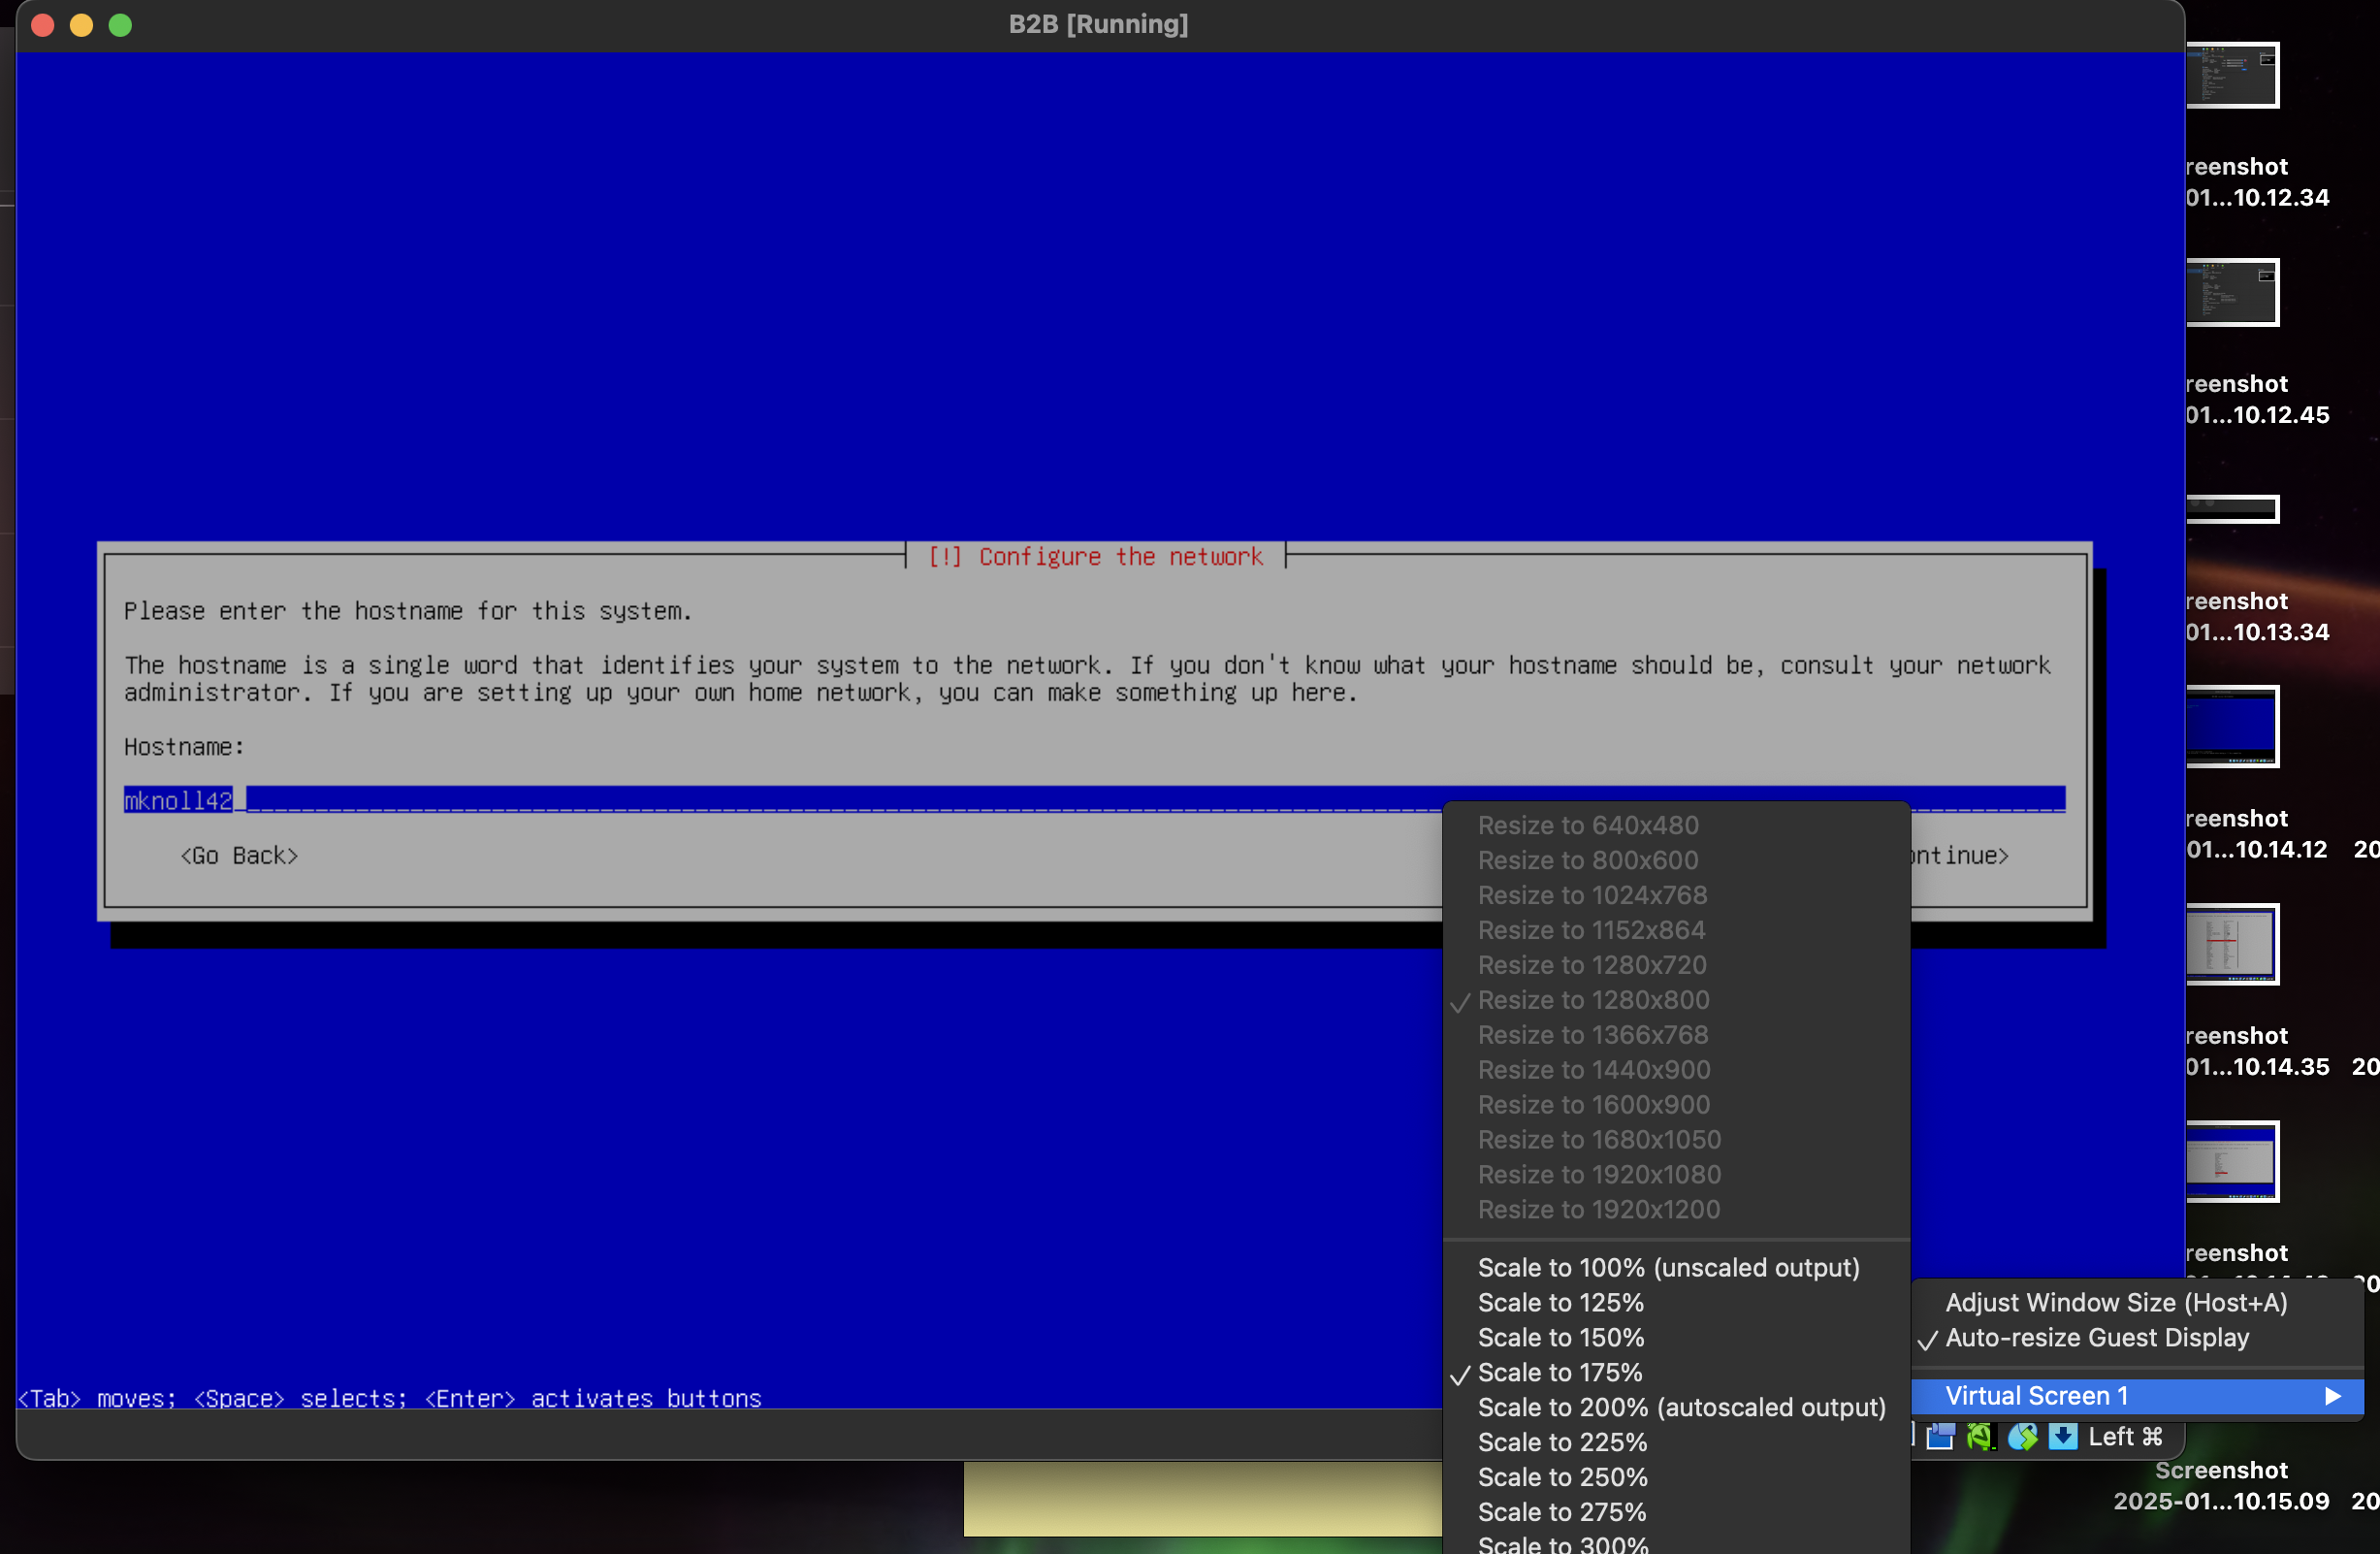 B2B [Running]
[!] Configure the network
Please enter the hostname for this system.
The hostname is a single word that identifies your system to the network. If you don't know what your hostname should be, consult your network
administrator. If you are setting up your own home network, you can make something up here.
Hostname:
mknoll42
<Go Back>
ontinue>
<Tab> moves; <Space> selects; <Enter> activates buttons
Resize to 640x480
Resize to 800x600
Resize to 1024x768
Resize to 1152x864
Resize to 1280x720
Resize to 1280x800
Resize to 1366x768
Resize to 1440x900
Resize to 1600x900
Resize to 1680x1050
Resize to 1920x1080
Resize to 1920x1200
Scale to 100% (unscaled output)
Scale to 125%
Scale to 150%
Scale to 175%
Scale to 200% (autoscaled output)
Scale to 225%
Scale to 250%
Scale to 275%
Scale to 300%
Adjust Window Size (Host+A)
Auto-resize Guest Display
Virtual Screen 1
Left ⌘
reenshot
01...10.12.34
reenshot
01...10.12.45
reenshot
01...10.13.34
reenshot
01...10.14.12 20
reenshot
01...10.14.35 20
reenshot
20
Screenshot
2025-01...10.15.09 20